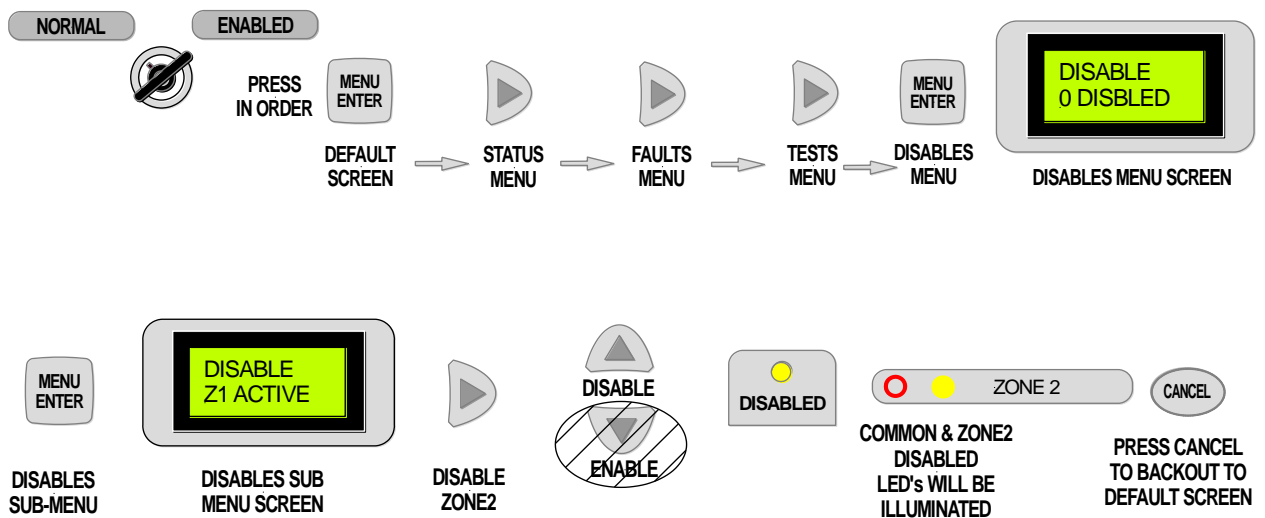 NORMAL
ENABLED
PRESS
IN ORDER
MENU
ENTER
DEFAULT
SCREEN
STATUS
MENU
FAULTS
MENU
TESTS
MENU
MENU
ENTER
DISABLES
MENU
DISABLE
0 DISBLED
DISABLES MENU SCREEN
MENU
ENTER
DISABLES
SUB-MENU
DISABLE
Z1 ACTIVE
DISABLES SUB
MENU SCREEN
DISABLE
ZONE2
DISABLE
ENABLE
DISABLED
ZONE 2
COMMON & ZONE2
DISABLED
LED's WILL BE
ILLUMINATED
CANCEL
PRESS CANCEL
TO BACKOUT TO
DEFAULT SCREEN